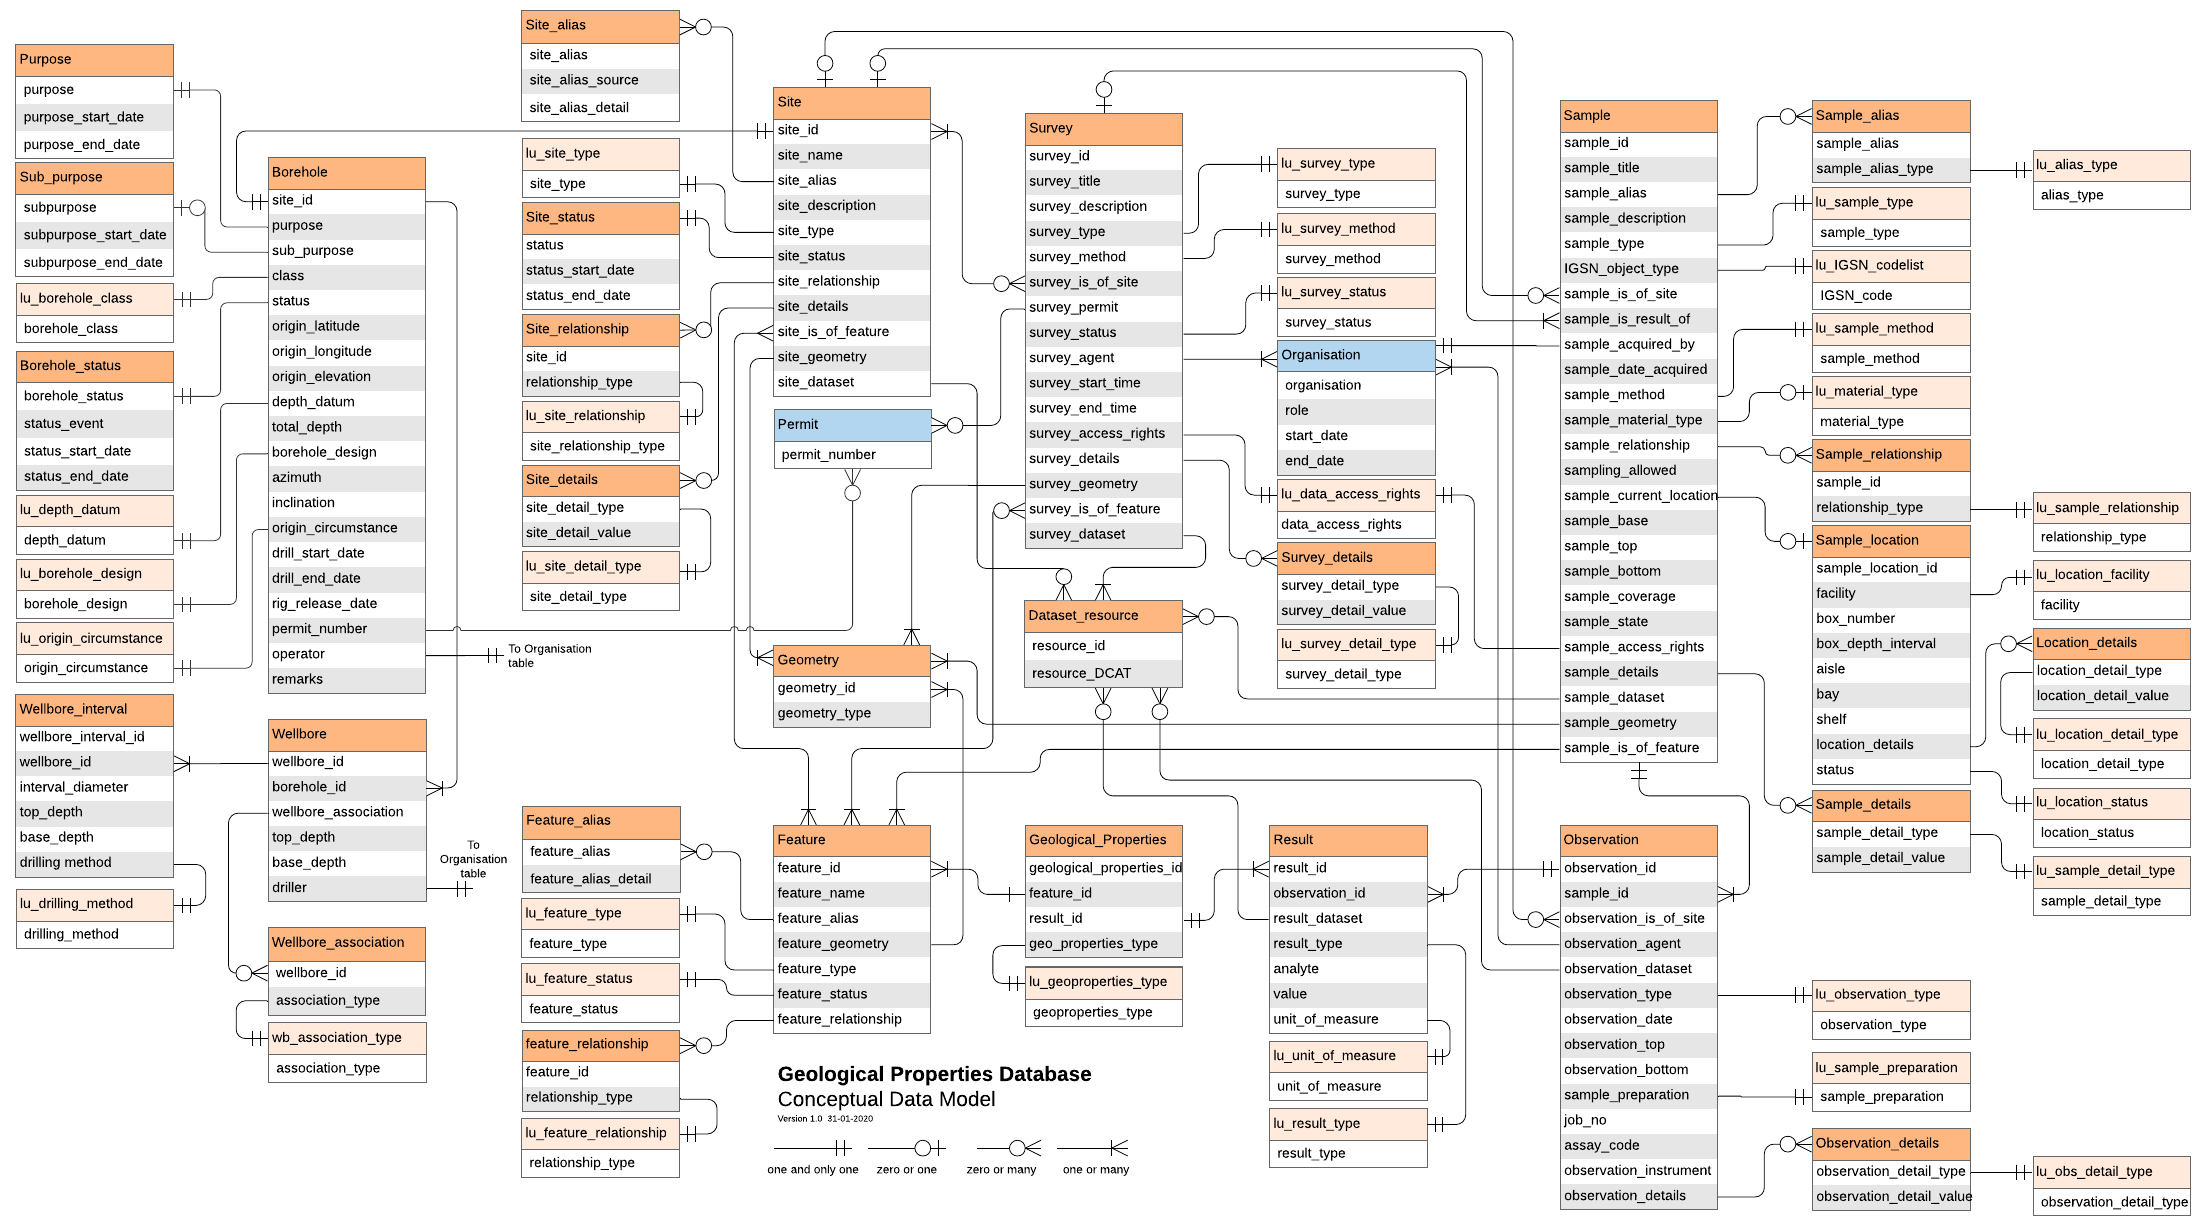 Purpose
purpose
purpose_start_date
purpose_end_date
Sub_purpose
subpurpose
subpurpose_start_date
subpurpose_end_date
lu_borehole_class
borehole_class
Borehole_status
borehole_status
status_event
status_start_date
status_end_date
lu_depth_datum
depth_datum
lu_borehole_design
borehole_design
lu_origin_circumstance
origin_circumstance
Wellbore_interval
wellbore_interval_id
wellbore_id
interval_diameter
top_depth
base_depth
drilling method
lu_drilling_method
drilling_method
Borehole
site_id
purpose
sub_purpose
class
status
origin_latitude
origin_longitude
origin_elevation
depth_datum
total_depth
borehole_design
azimuth
inclination
origin_circumstance
drill_start_date
drill_end_date
rig_release_date
permit_number
operator
remarks
To Organisation
table
Wellbore
wellbore_id
borehole_id
wellbore_association
top_depth
base_depth
driller
To
Organisation
table
Wellbore_association
wellbore_id
association_type
wb_association_type
association_type
Site_alias
site_alias
site_alias_source
site_alias_detail
lu_site_type
site_type
Site_status
status
status_start_date
status_end_date
Site_relationship
site_id
relationship_type
lu_site_relationship
site_relationship_type
Site_details
site_detail_type
site_detail_value
lu_site_detail_type
site_detail_type
Feature_alias
feature_alias
feature_alias_detail
lu_feature_type
feature_type
lu_feature_status
feature_status
feature_relationship
feature_id
relationship_type
lu_feature_relationship
relationship_type
Site
site_id
site_name
site_alias
site_description
site_type
site_status
site_relationship
site_details
site_is_of_feature
site_geometry
site_dataset
Permit
permit_number
Geometry
geometry_id
geometry_type
Feature
feature_id
feature_name
feature_alias
feature_geometry
feature_type
feature_status
feature_relationship
Geological Properties Database
Conceptual Data Model
Version 1.0 31-01-2020
one and only one
zero or one
zero or many
one or many
Survey
survey_id
survey_title
survey_description
survey_type
survey_method
survey_is_of_site
survey_permit
survey_status
survey_agent
survey_start_time
survey_end_time
survey_access_rights
survey_details
survey_geometry
survey_is_of_feature
survey_dataset
Dataset_resource
resource_id
resource_DCAT
Geological_Properties
geological_properties_id
feature_id
result_id
geo_properties_type
lu_geoproperties_type
geoproperties_type
lu_survey_type
survey_type
lu_survey_method
survey_method
lu_survey_status
survey_status
Organisation
organisation
role
start_date
end_date
lu_data_access_rights
data_access_rights
Survey_details
survey_detail_type
survey_detail_value
lu_survey_detail_type
survey_detail_type
Result
result_id
observation_id
result_dataset
result_type
analyte
value
unit_of_measure
lu_unit_of_measure
unit_of_measure
lu_result_type
result_type
Sample
sample_id
sample_title
sample_alias
sample_description
sample_type
IGSN_object_type
sample_is_of_site
sample_is_result_of
sample_acquired_by
sample_date_acquired
sample_method
sample_material_type
sample_relationship
sampling_allowed
sample_current_location
sample_base
sample_top
sample_bottom
sample_coverage
sample_state
sample_access_rights
sample_details
sample_dataset
sample_geometry
sample_is_of_feature
Observation
observation_id
sample_id
observation_is_of_site
observation_agent
observation_dataset
observation_type
observation_date
observation_top
observation_bottom
sample_preparation
job_no
assay_code
observation_instrument
observation_details
Sample_alias
sample_alias
sample_alias_type
lu_sample_type
sample_type
lu_IGSN_codelist
IGSN_code
lu_sample_method
sample_method
lu_material_type
material_type
Sample_relationship
sample_id
relationship_type
Sample_location
sample_location_id
facility
box_number
box_depth_interval
aisle
bay
shelf
location_details
status
Sample_details
sample_detail_type
sample_detail_value
lu_observation_type
observation_type
lu_sample_preparation
sample_preparation
Observation_details
observation_detail_type
observation_detail_value
lu_alias_type
alias_type
lu_sample_relationship
relationship_type
lu_location_facility
facility
Location_details
location_detail_type
location_detail_value
lu_location_detail_type
location_detail_type
lu_location_status
location_status
lu_sample_detail_type
sample_detail_type
lu_obs_detail_type
observation_detail_type